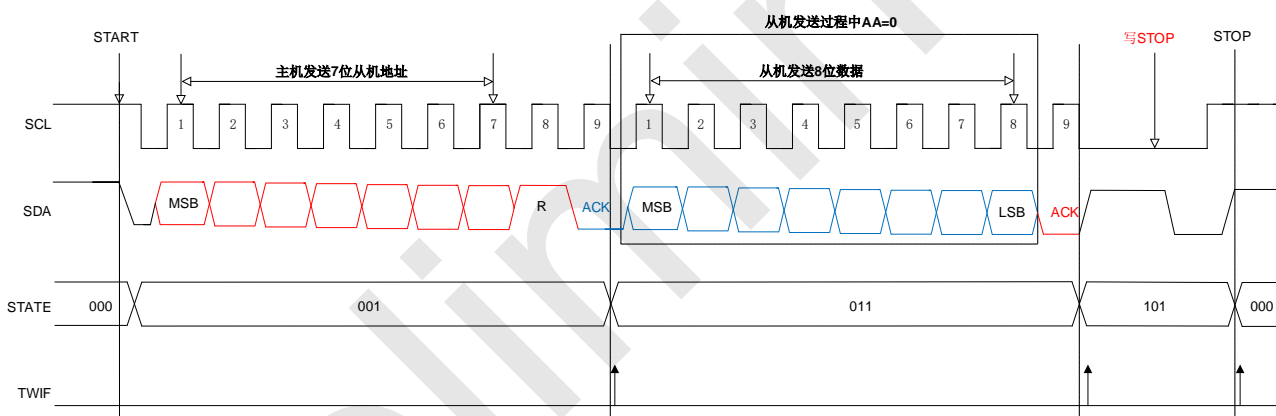 从机发送过程中AA=0
START
写STOP
STOP
主机发送7位从机地址
从机发送8位数据
SCL
1 2 3 4 5 6 7 8 9 1 2 3 4 5 6 7 8 9
SDA
MSB R ACK MSB LSB ACK
STATE
000 001 011 101 000
TWIF